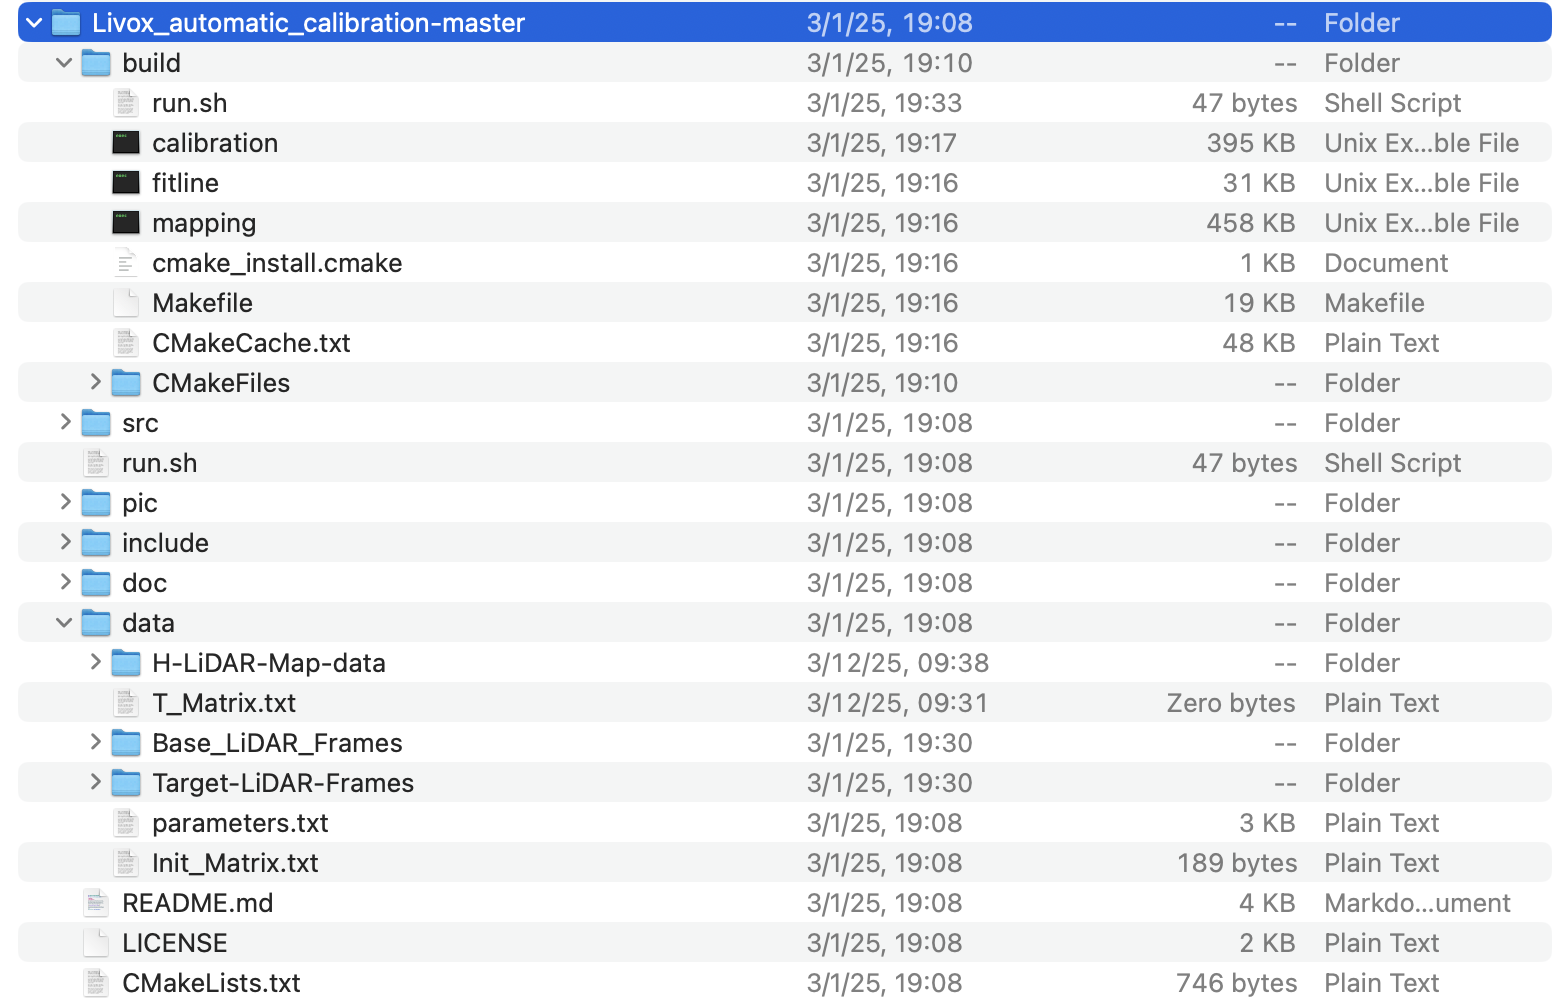 Livox_automatic_calibration-master 3/1/25, 19:08 -- Folder
build 3/1/25, 19:10 -- Folder
run.sh 3/1/25, 19:33 47 bytes Shell Script
calibration 3/1/25, 19:17 395 KB Unix Ex...ble File
fitline 3/1/25, 19:16 31 KB Unix Ex...ble File
mapping 3/1/25, 19:16 458 KB Unix Ex...ble File
cmake_install.cmake 3/1/25, 19:16 1 KB Document
Makefile 3/1/25, 19:16 19 KB Makefile
CMakeCache.txt 3/1/25, 19:16 48 KB Plain Text
CMakeFiles 3/1/25, 19:10 -- Folder
src 3/1/25, 19:08 -- Folder
run.sh 3/1/25, 19:08 47 bytes Shell Script
pic 3/1/25, 19:08 -- Folder
include 3/1/25, 19:08 -- Folder
doc 3/1/25, 19:08 -- Folder
data 3/1/25, 19:08 -- Folder
H-LiDAR-Map-data 3/12/25, 09:38 -- Folder
T_Matrix.txt 3/12/25, 09:31 Zero bytes Plain Text
Base_LiDAR_Frames 3/1/25, 19:30 -- Folder
Target-LiDAR-Frames 3/1/25, 19:30 -- Folder
parameters.txt 3/1/25, 19:08 3 KB Plain Text
Init_Matrix.txt 3/1/25, 19:08 189 bytes Plain Text
README.md 3/1/25, 19:08 4 KB Markdo...ument
LICENSE 3/1/25, 19:08 2 KB Plain Text
CMakeLists.txt 3/1/25, 19:08 746 bytes Plain Text